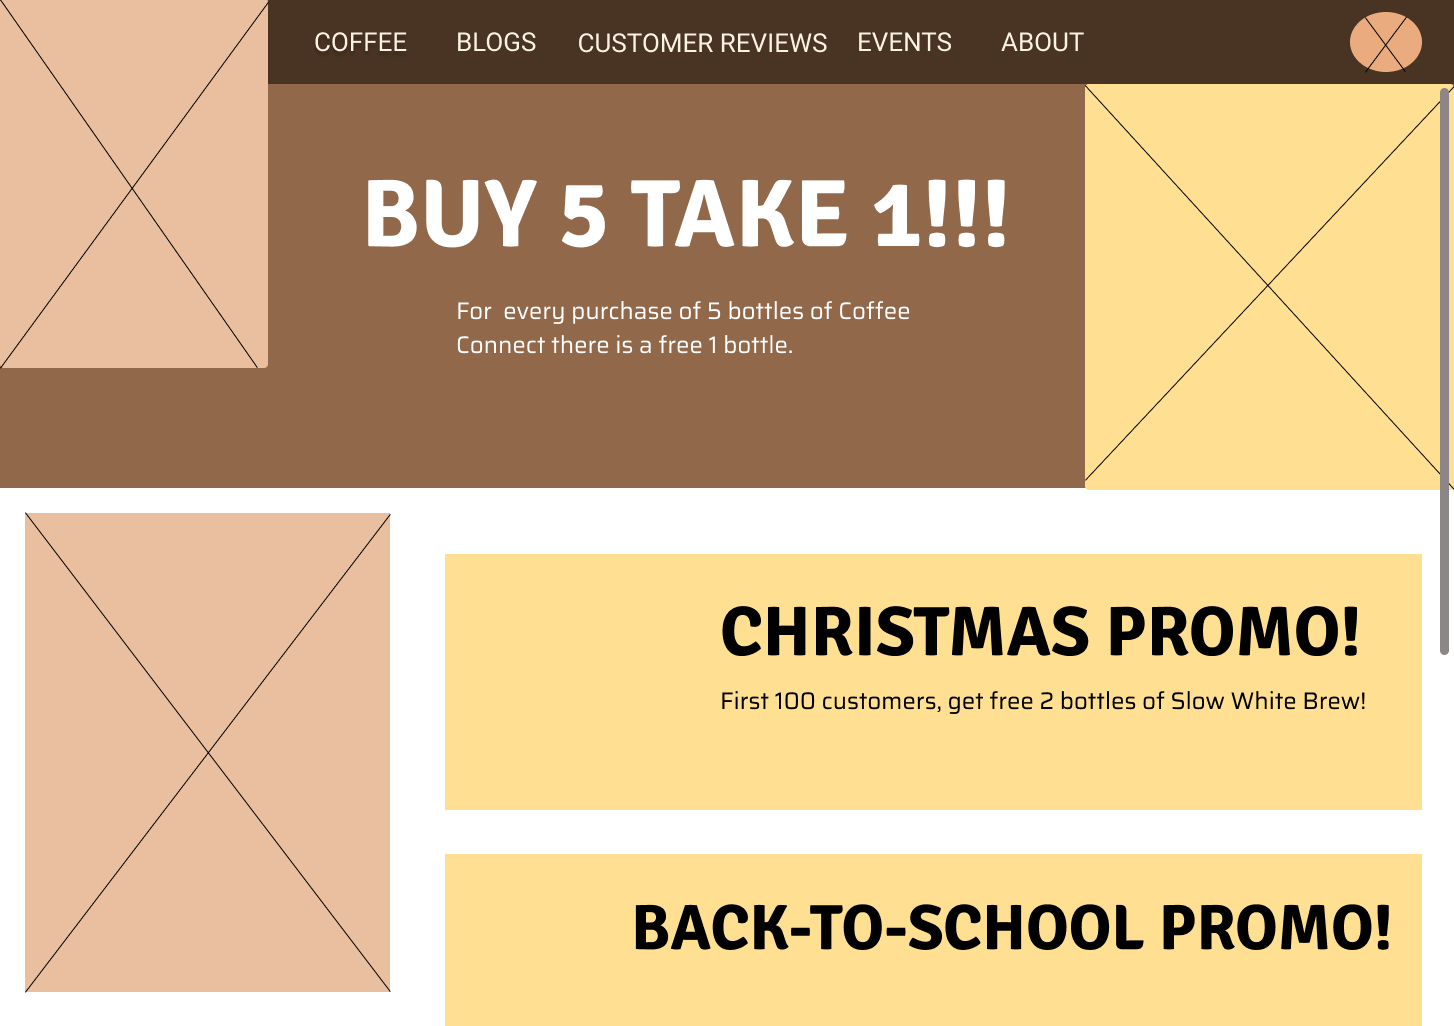 COFFEE BLOGS CUSTOMER REVIEWS EVENTS ABOUT
BUY 5 TAKE 1!!!
For every purchase of 5 bottles of Coffee
Connect there is a free 1 bottle.
CHRISTMAS PROMO!
First 100 customers, get free 2 bottles of Slow White Brew!
BACK-TO-SCHOOL PROMO!